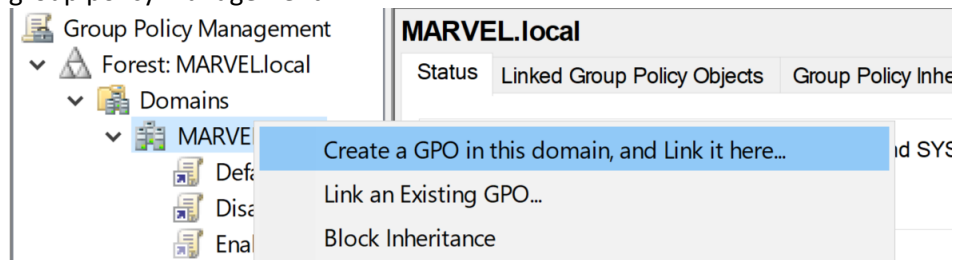 Group Policy Management
Forest: MARVEL.local
Domains
MARVE
Defa
Disa
Enal
MARVEL.local
Status
Linked Group Policy Objects
Group Policy Inhe
Create a GPO in this domain, and Link it here...
Link an Existing GPO...
Block Inheritance
nd SYS